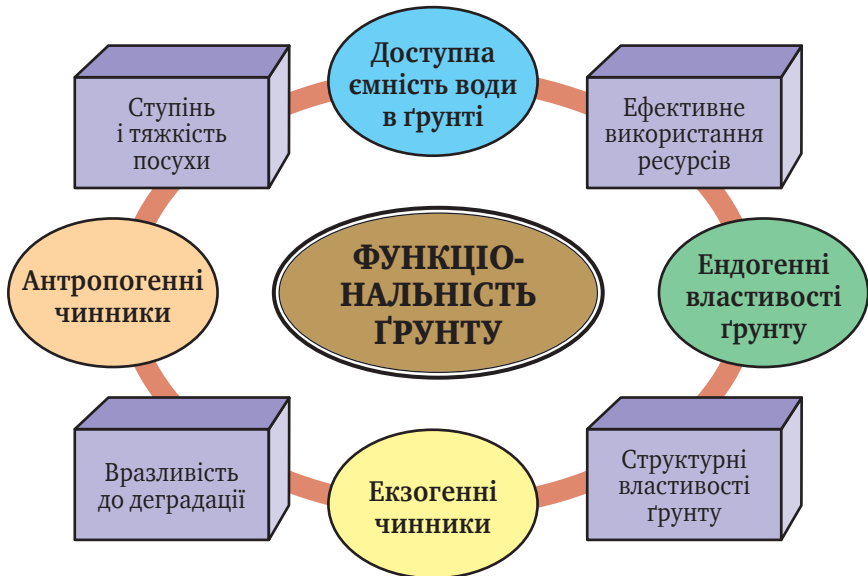 Доступна
ємність води
в ґрунті
Ступінь
і тяжкість
посухи
Ефективне
використання
ресурсів
Антропогенні
чинники
ФУНКЦІО-
НАЛЬНІСТЬ
ҐРУНТУ
Ендогенні
властивості
ґрунту
Вразливість
до деградації
Екзогенні
чинники
Структурні
властивості
ґрунту